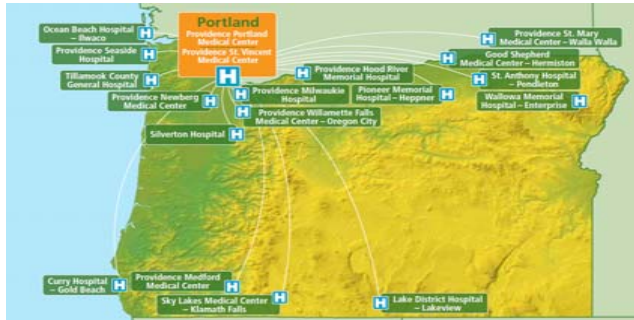 Portland
Providence Portland
Medical Center
Providence St. Vincent
Medical Center
H
Ocean Beach Hospital
– Ilwaco
H
Providence Seaside
Hospital
H
Tillamook County
General Hospital
H
Providence Newberg
Medical Center
H
Silverton Hospital
H
H
Providence Hood River
Memorial Hospital
H
Providence Milwaukie
Hospital
H
Providence Willamette Falls
Medical Center – Oregon City
H
Providence St. Mary
Medical Center – Walla Walla
Good Shepherd
Medical Center – Hermiston
H
H
St. Anthony Hospital –
Pendleton
Pioneer Memorial
Hospital – Heppner
H
Wallowa Memorial
Hospital – Enterprise
H
Curry Hospital
– Gold Beach
H
Providence Medford
Medical Center
H
Sky Lakes Medical Center
– Klamath Falls
H
H
Lake District Hospital
– Lakeview